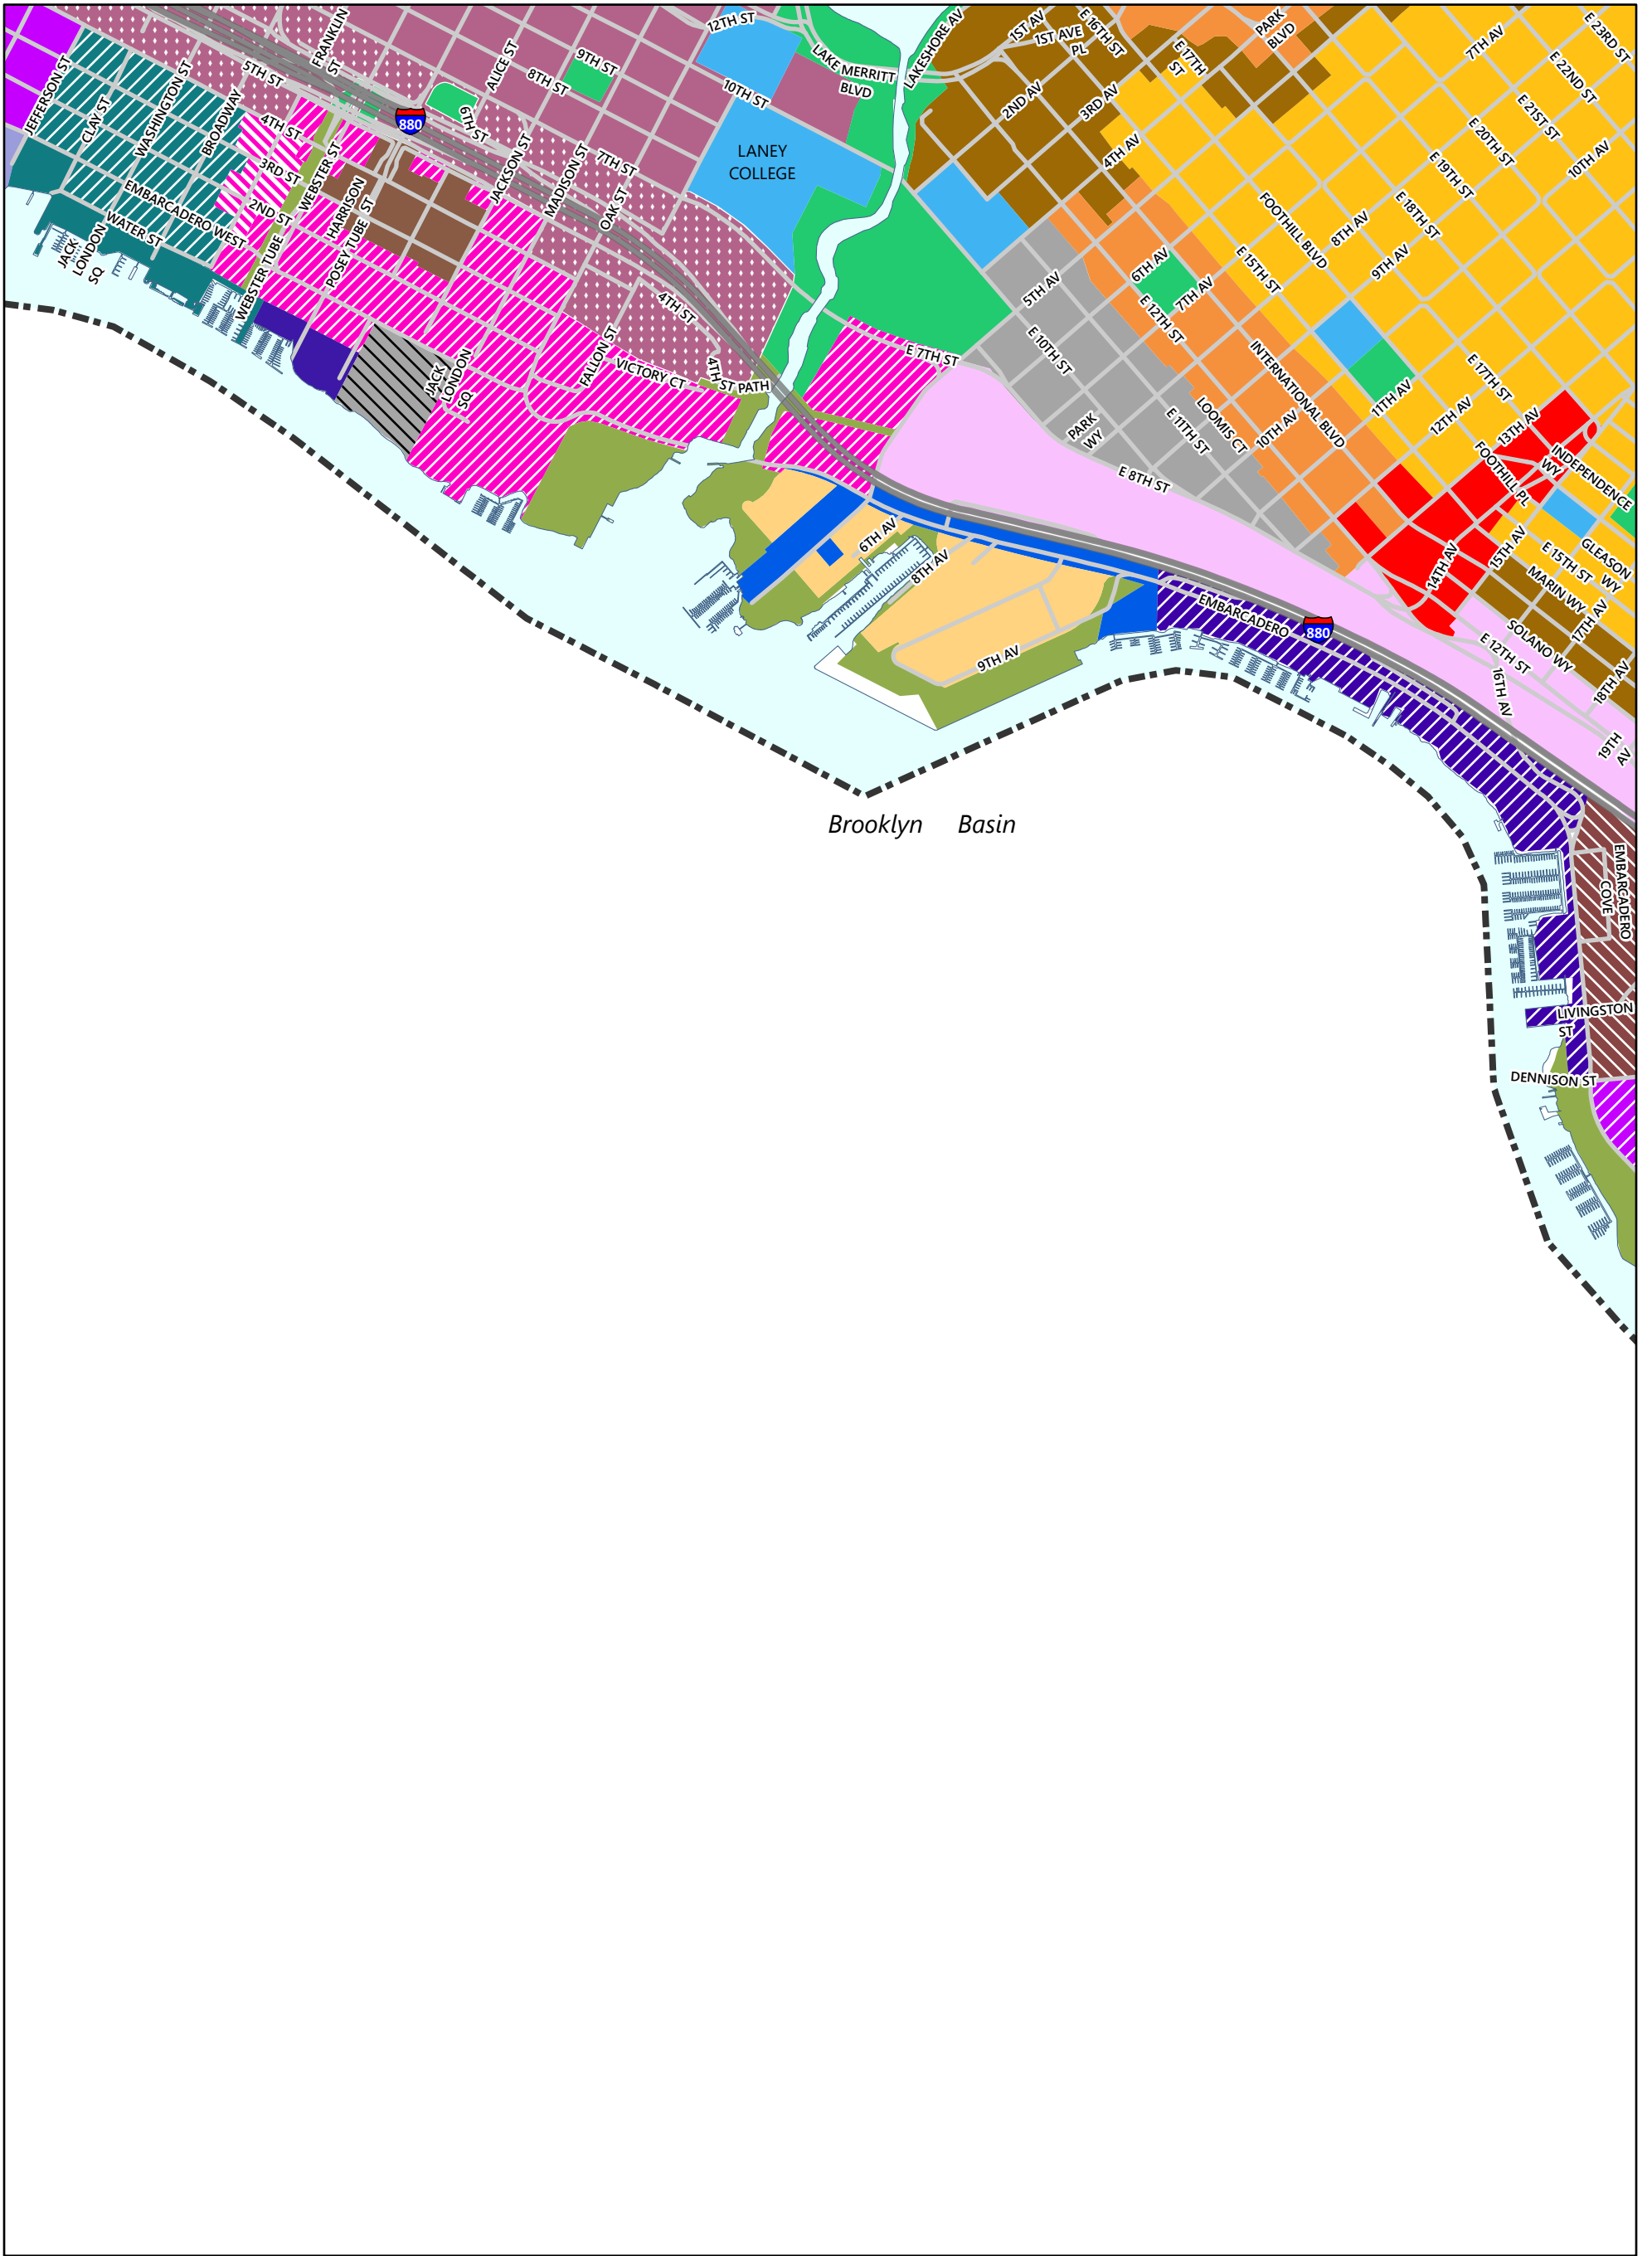 12TH ST
FRANKLIN
ST
LAKESHORE AV
1ST AV
1ST AVE
PL
E 16TH ST
PARK
BLVD
7TH AV
E 23RD ST
9TH ST
ALICE ST
8TH ST
LAKE MERRITT
BLVD
E 17TH
ST
E 22ND ST
JEFFERSON ST
5TH ST
10TH ST
2ND AV
3RD AV
E 21ST ST
CLAY ST
WASHINGTON ST
BROADWAY
4TH ST
880
6TH ST
4TH AV
E 20TH ST
10TH AV
LANEY
COLLEGE
3RD ST
WEBSTER ST
JACKSON ST
MADISON ST
7TH ST
E 19TH ST
EMBARCADERO WEST
2ND ST
HARRISON
ST
OAK ST
E 18TH ST
WATER ST
JACK
LONDON
SQ
POSEY TUBE
WEBSTER TUBE
FOOTHILL BLVD
8TH AV
9TH AV
E 15TH ST
6TH AV
7TH AV
5TH AV
E 12TH ST
4TH ST
E 10TH ST
E 7TH ST
FALLON ST
VICTORY CT
4TH
ST PATH
JACK
LONDON
SQ
INTERNATIONAL BLVD
E 17TH ST
11TH AV
12TH AV
13TH AV
LOOMIS CT
10TH AV
E 11TH ST
PARK
WY
E 8TH ST
FOOTHILL PL
INDEPENDENCE
WY
6TH AV
8TH AV
14TH AV
15TH AV
E 15TH ST
GLEASON
WY
MARIN WY
17TH AV
EMBARCADERO
880
SOLANO WY
E 12TH ST
9TH AV
16TH AV
18TH AV
19TH
AV
Brooklyn Basin
EMBARCADERO
COVE
LIVINGSTON
ST
DENNISON ST